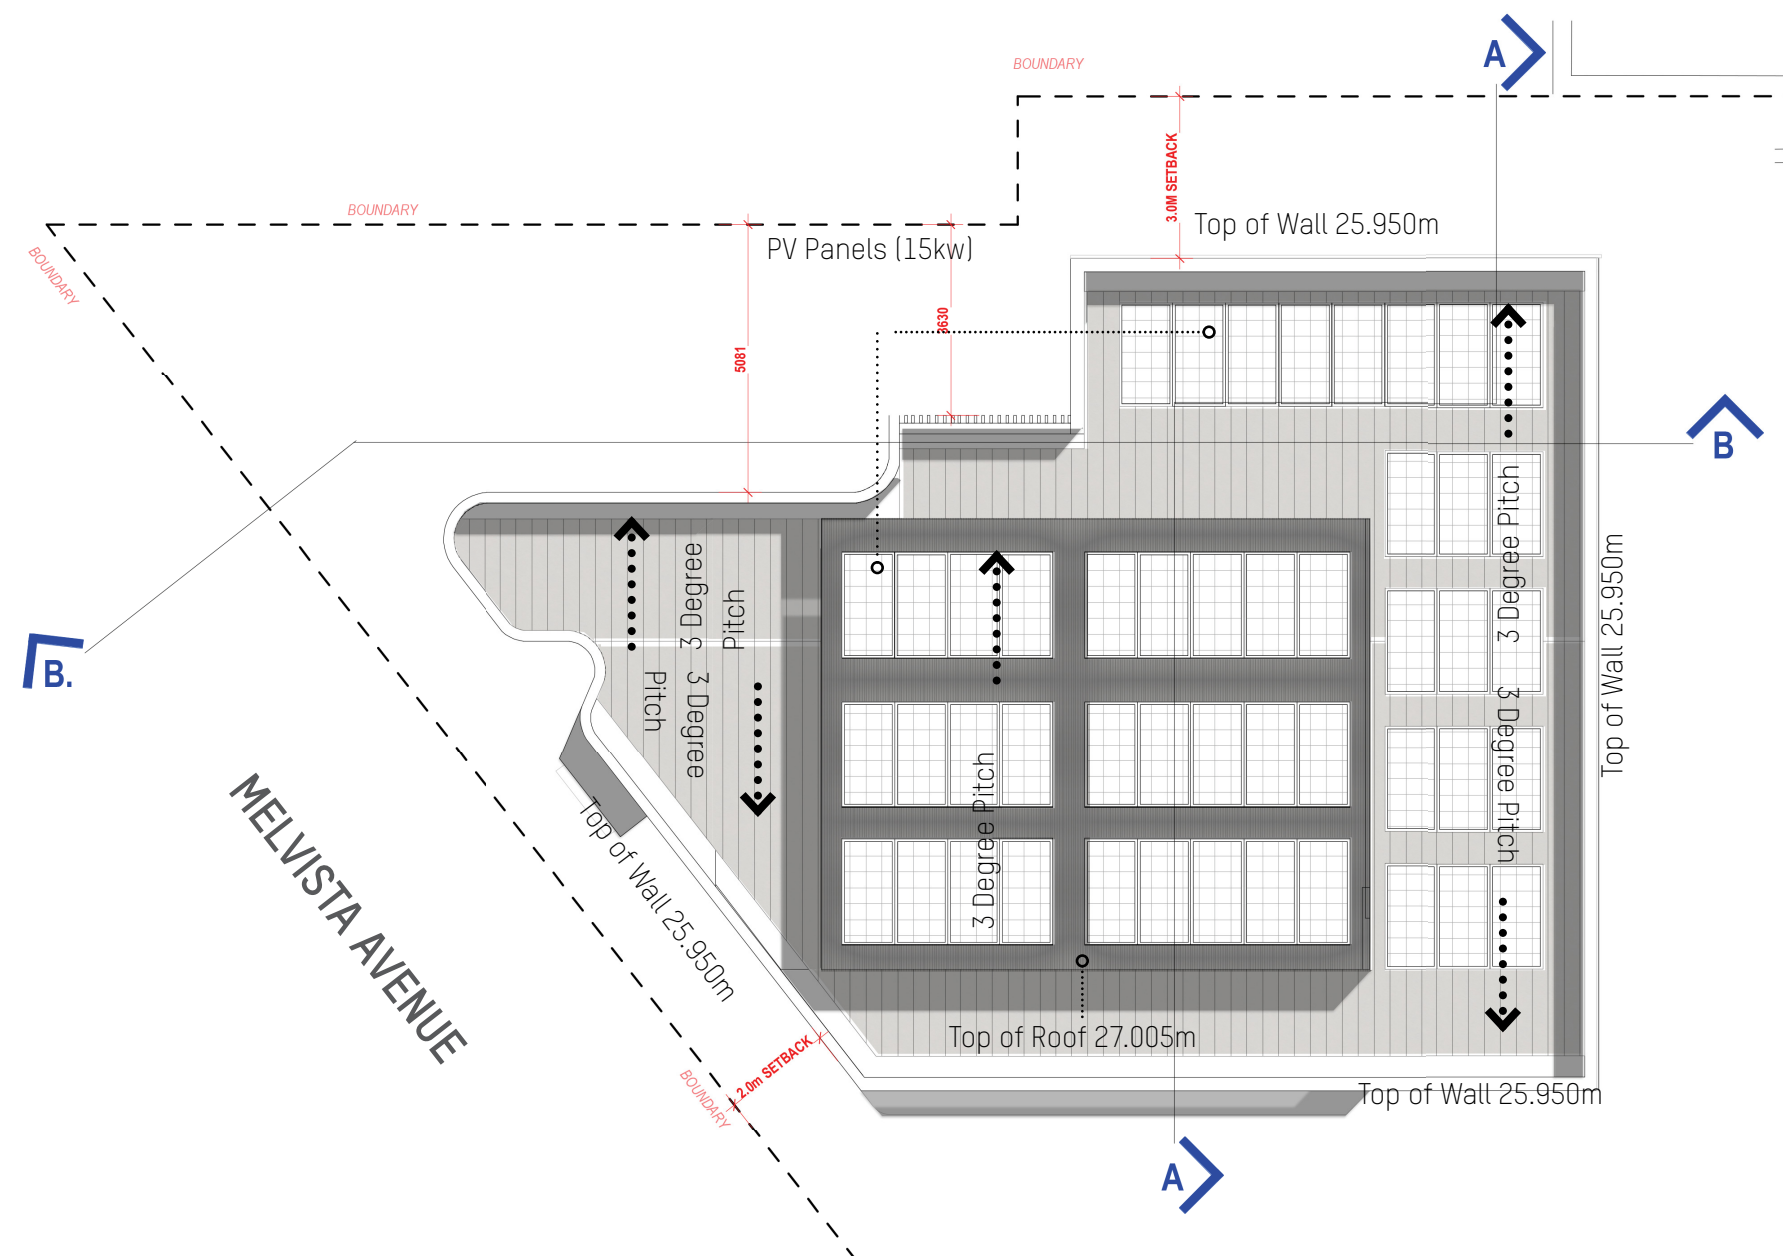 A
BOUNDARY
3.0M SETBACK
BOUNDARY
Top of Wall 25.950m
PV Panels (15kw)
BOUNDARY
3630
5081
B
3 Degree Pitch
3 Degree
Pitch
Top of Wall 25.950m
B.
3 Degree
Pitch
3 Degree Pitch
3 Degree Pitch
MELVISTA AVENUE
Top of Wall 25.950m
Top of Roof 27.005m
2.0m SETBACK
BOUNDARY
Top of Wall 25.950m
A